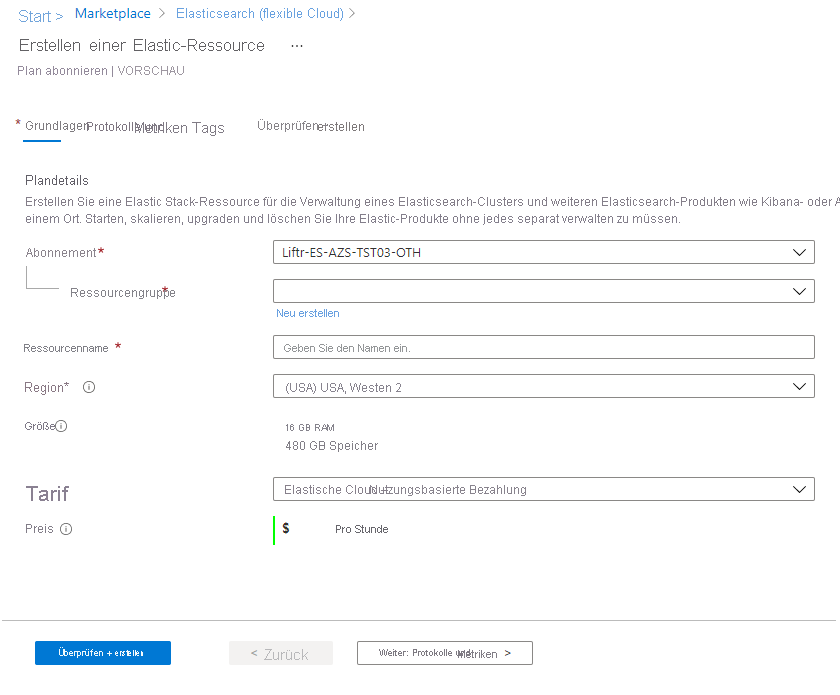 Start > Marketplace > Elasticsearch (flexible Cloud) >
Erstellen einer Elastic-Ressource ...
Plan abonnieren | VORSCHAU
* Grundlagen Protokolle und Metriken Tags Überprüfen + erstellen
Plandetails
Erstellen Sie eine Elastic Stack-Ressource für die Verwaltung eines Elasticsearch-Clusters und weiteren Elasticsearch-Produkten wie Kibana- oder A
einem Ort. Starten, skalieren, upgraden und löschen Sie Ihre Elastic-Produkte ohne jedes separat verwalten zu müssen.
Abonnement* Liftr-ES-AZS-TST03-OTH
Ressourcengruppe*
Neu erstellen
Ressourcenname * Geben Sie den Namen ein.
Region* (USA) USA, Westen 2
Größe 16 GB RAM
480 GB Speicher
Tarif Elastische Cloud – Nutzungsbasierte Bezahlung
Preis $ Pro Stunde
Überprüfen + erstellen < Zurück Weiter: Protokolle und Metriken >